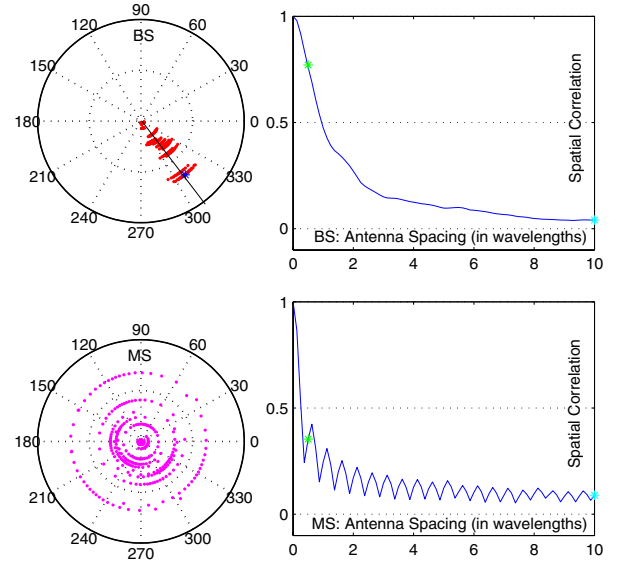 90
120 60
BS
150 30
180 0
210 330
240 300
270
1
0.5
0
Spatial Correlation
BS: Antenna Spacing (in wavelengths)
0 2 4 6 8 10
90
120 60
MS
150 30
180 0
210 330
240 300
270
1
0.5
0
Spatial Correlation
MS: Antenna Spacing (in wavelengths)
0 2 4 6 8 10